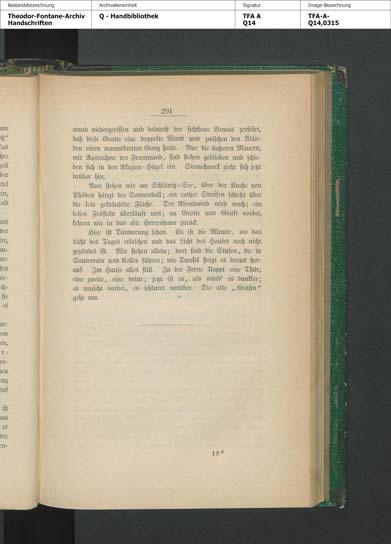 Bestandsbezeichnung
Archivalieneinheit
Signatur
Image-Bezeichnung
Theodor-Fontane-Archiv
Handschriften
Q - Handbibliothek
TFA A
Q14
TFA-A-
Q14,0315
291
wand niedergerissen und dadurch der sichtbare Beweis geführt,
daß diese Grotte eine doppelte Wand und zwischen den Wän-
den einen mannsbreiten Gang hatte. Nur die äußeren Mauern,
mit Ausnahme der Frontwand, sind stehen geblieben und schie-
ben sich in den Akazien-Hügel ein. Strauchwerk zieht sich jetzt
drüber hin.
Nun stehen wir am Schlänitz-See, über der Kirche von
Phöben hängt der Sonnenball; ein rother Streifen schießt über
die leis gekräuselte Fläche. Der Abendwind wird wach; ein
leises Frösteln überläuft uns; an Grotte und Gruft vorbei,
kehren wir in das alte Herrenhaus zurück.
Hier ist Dämmrung schon. Es ist die Minute, wo das
Licht des Tages erloschen und das Licht des Hauses noch nicht
gezündet ist. Wir stehen allein; dort sind die Stufen, die in
Souterrain und Keller führen; wie Dunkel steigt es draus her-
auf. Im Hause alles still. In der Ferne klappt eine Thür,
eine zweite, eine dritte; jetzt ist es, als würd' es dunkler;
es rauscht vorbei, es schlurrt vorüber. Die alte „Gräfin"
geht um.
19*